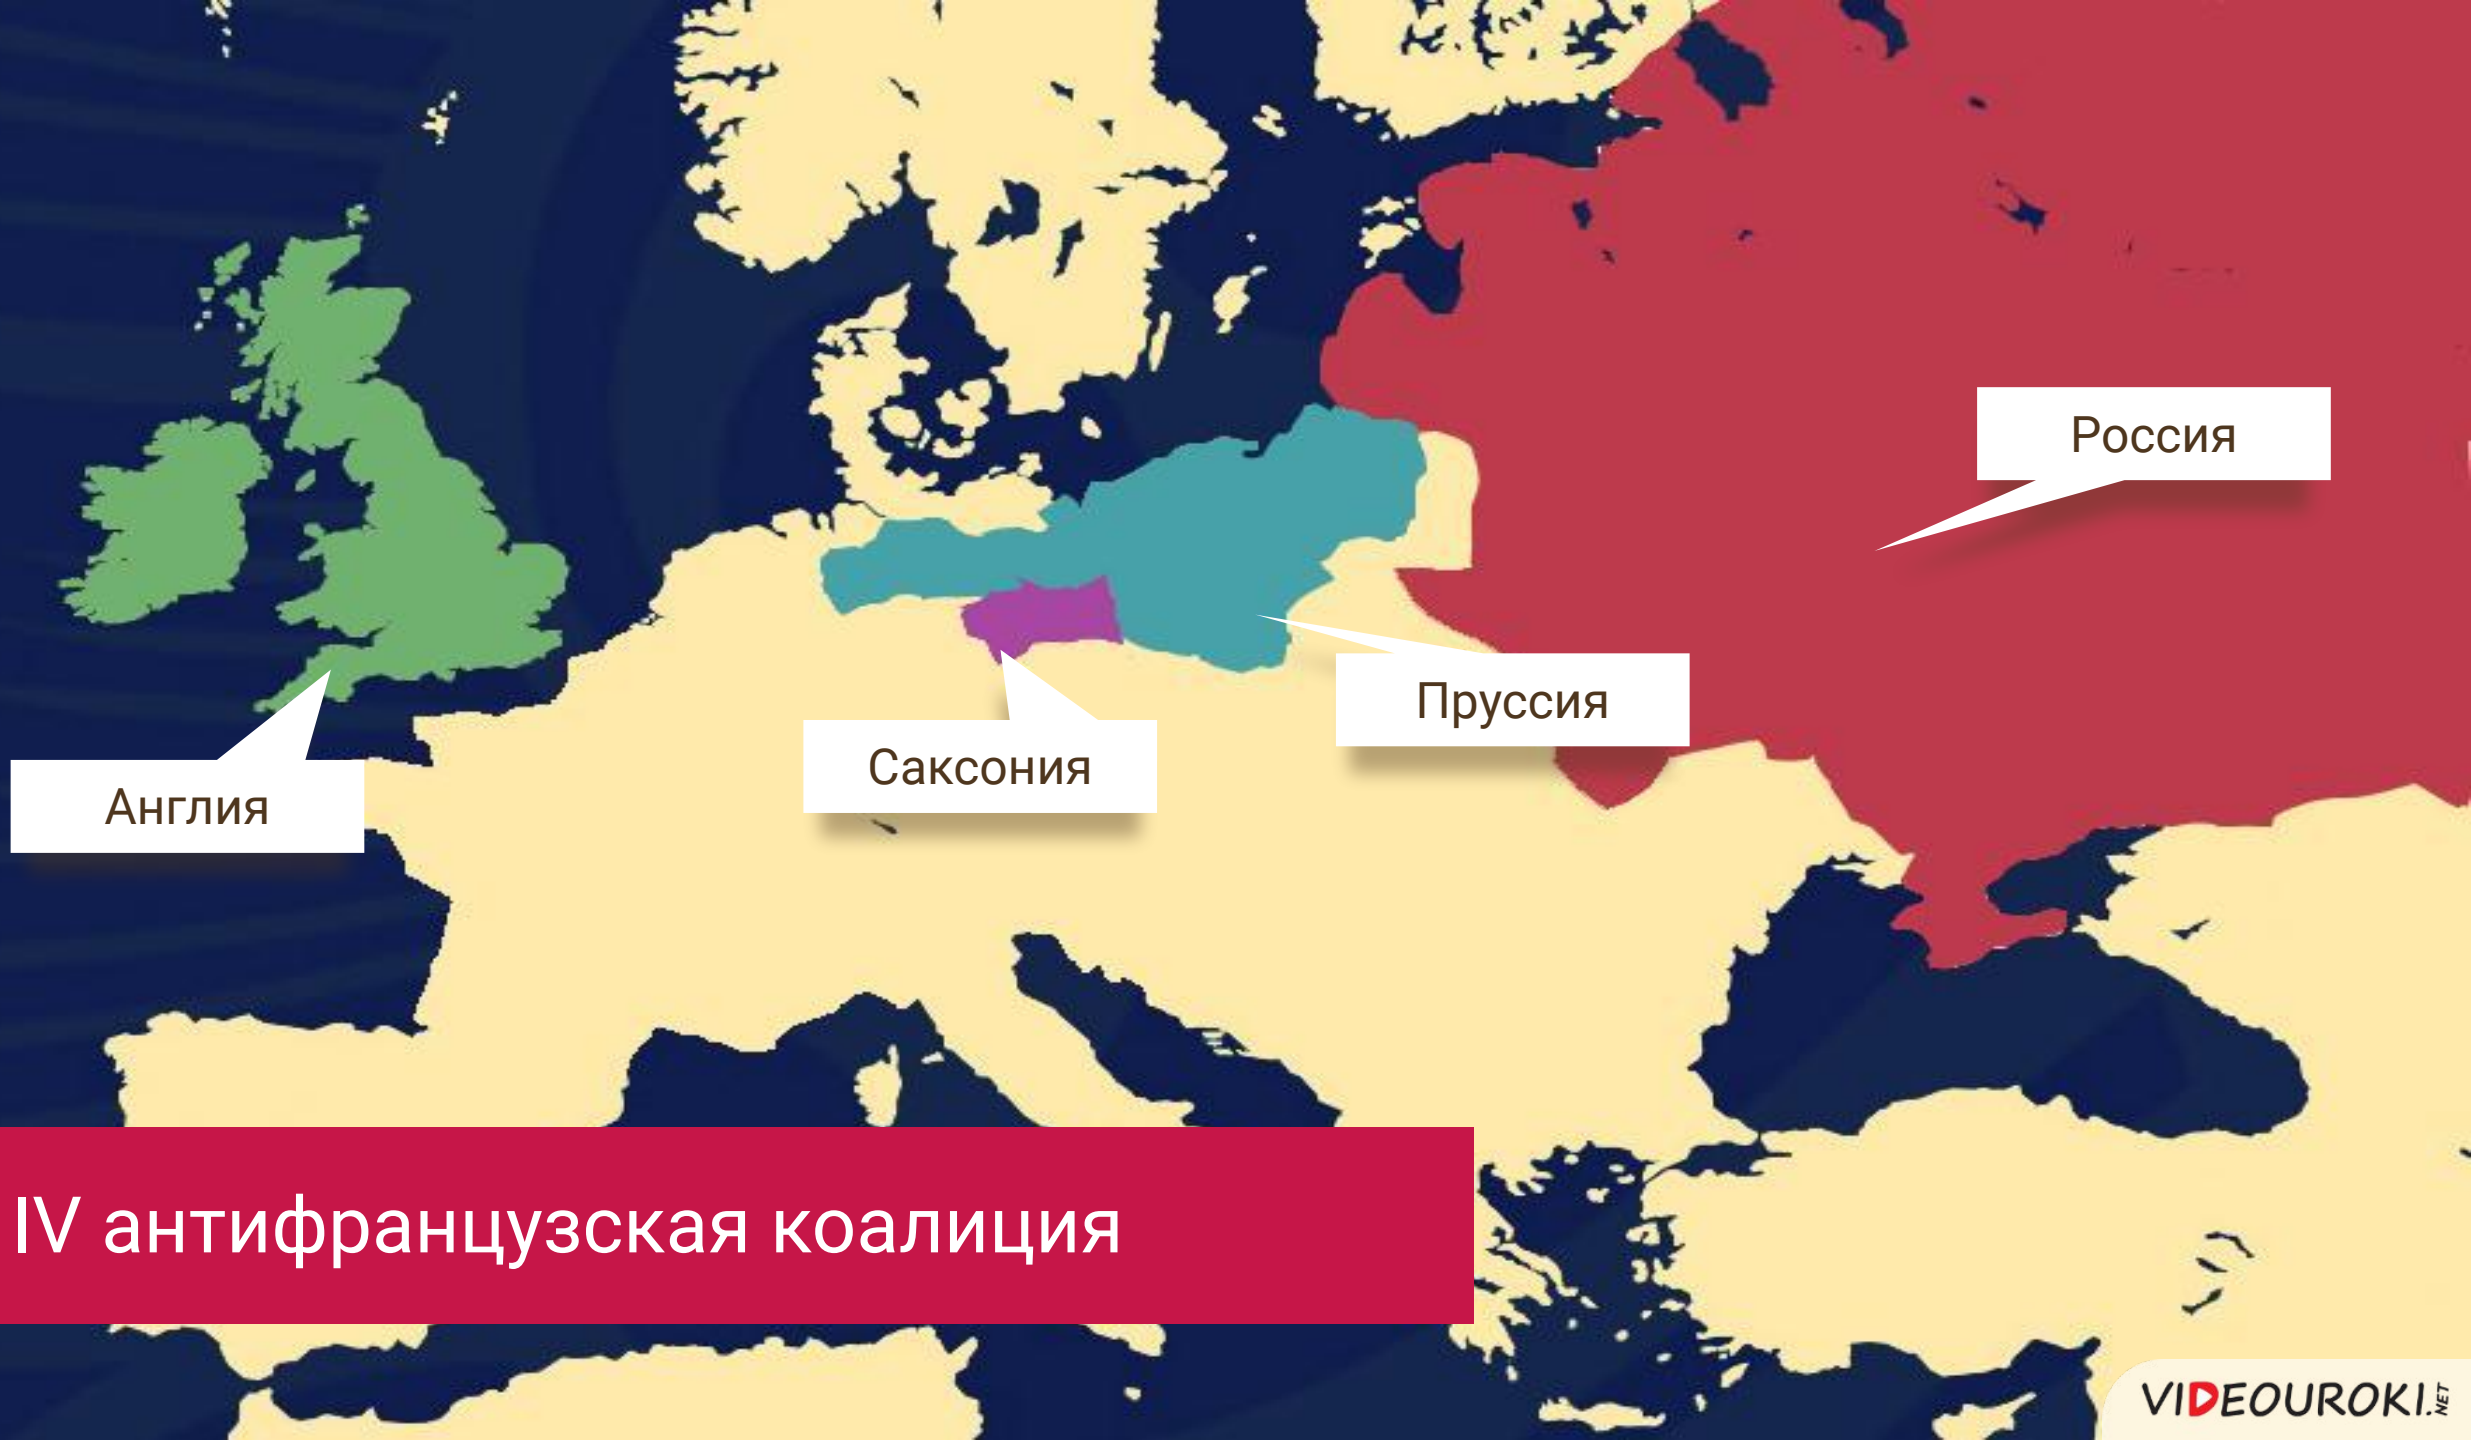 Россия
Пруссия
Саксония
Англия
IV антифранцузская коалиция
VIDEOUROKI.NET